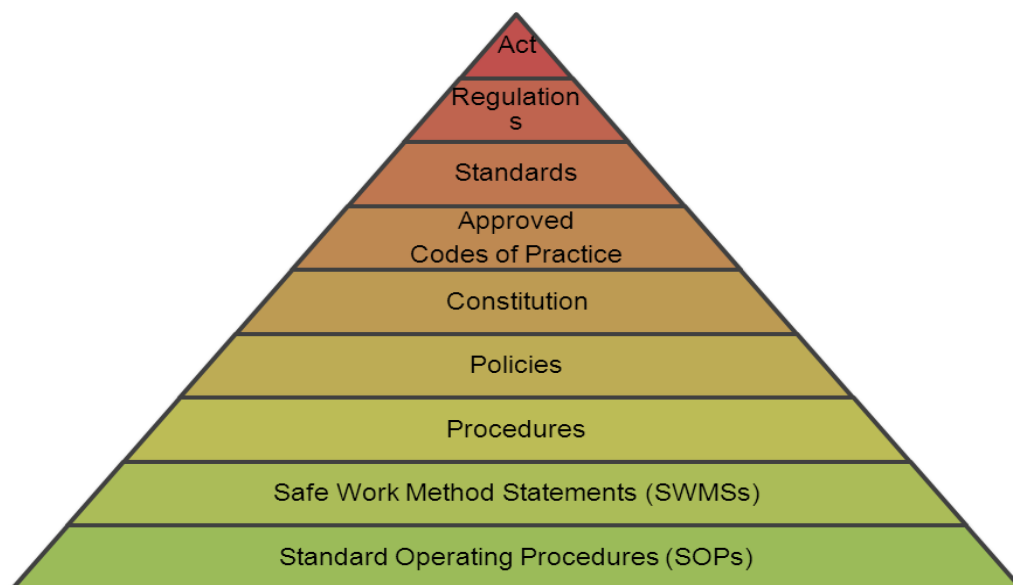 Act
Regulation
s
Standards
Approved
Codes of Practice
Constitution
Policies
Procedures
Safe Work Method Statements (SWMSs)
Standard Operating Procedures (SOPs)